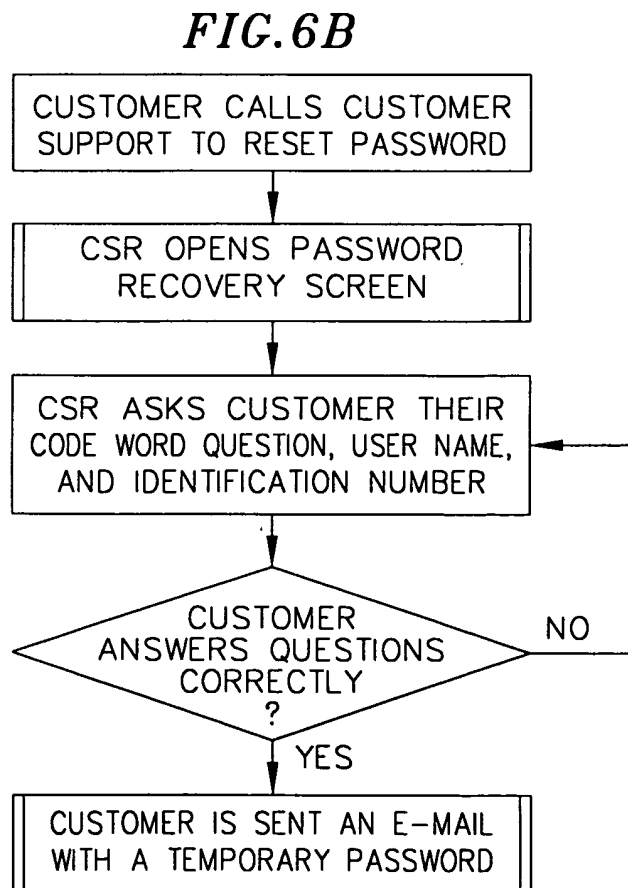 FIG.6B
CUSTOMER CALLS CUSTOMER
SUPPORT TO RESET PASSWORD
CSR OPENS PASSWORD
RECOVERY SCREEN
CSR ASKS CUSTOMER THEIR
CODE WORD QUESTION, USER NAME,
AND IDENTIFICATION NUMBER
CUSTOMER
ANSWERS QUESTIONS
CORRECTLY
?
NO
YES
CUSTOMER IS SENT AN E-MAIL
WITH A TEMPORARY PASSWORD